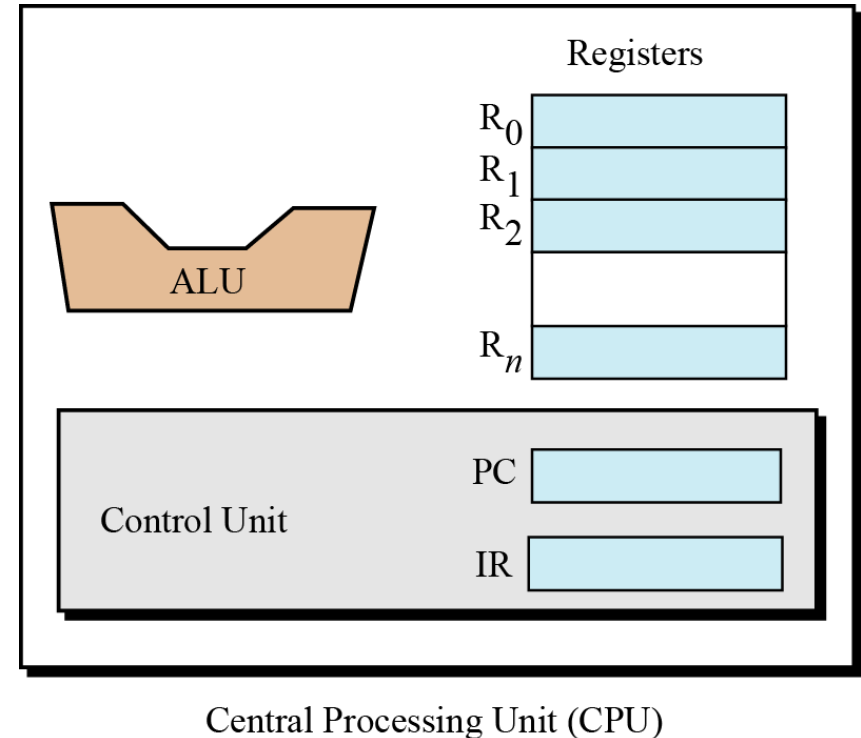 Registers
R0
R1
R2
ALU
Rn
PC
Control Unit
IR
Central Processing Unit (CPU)